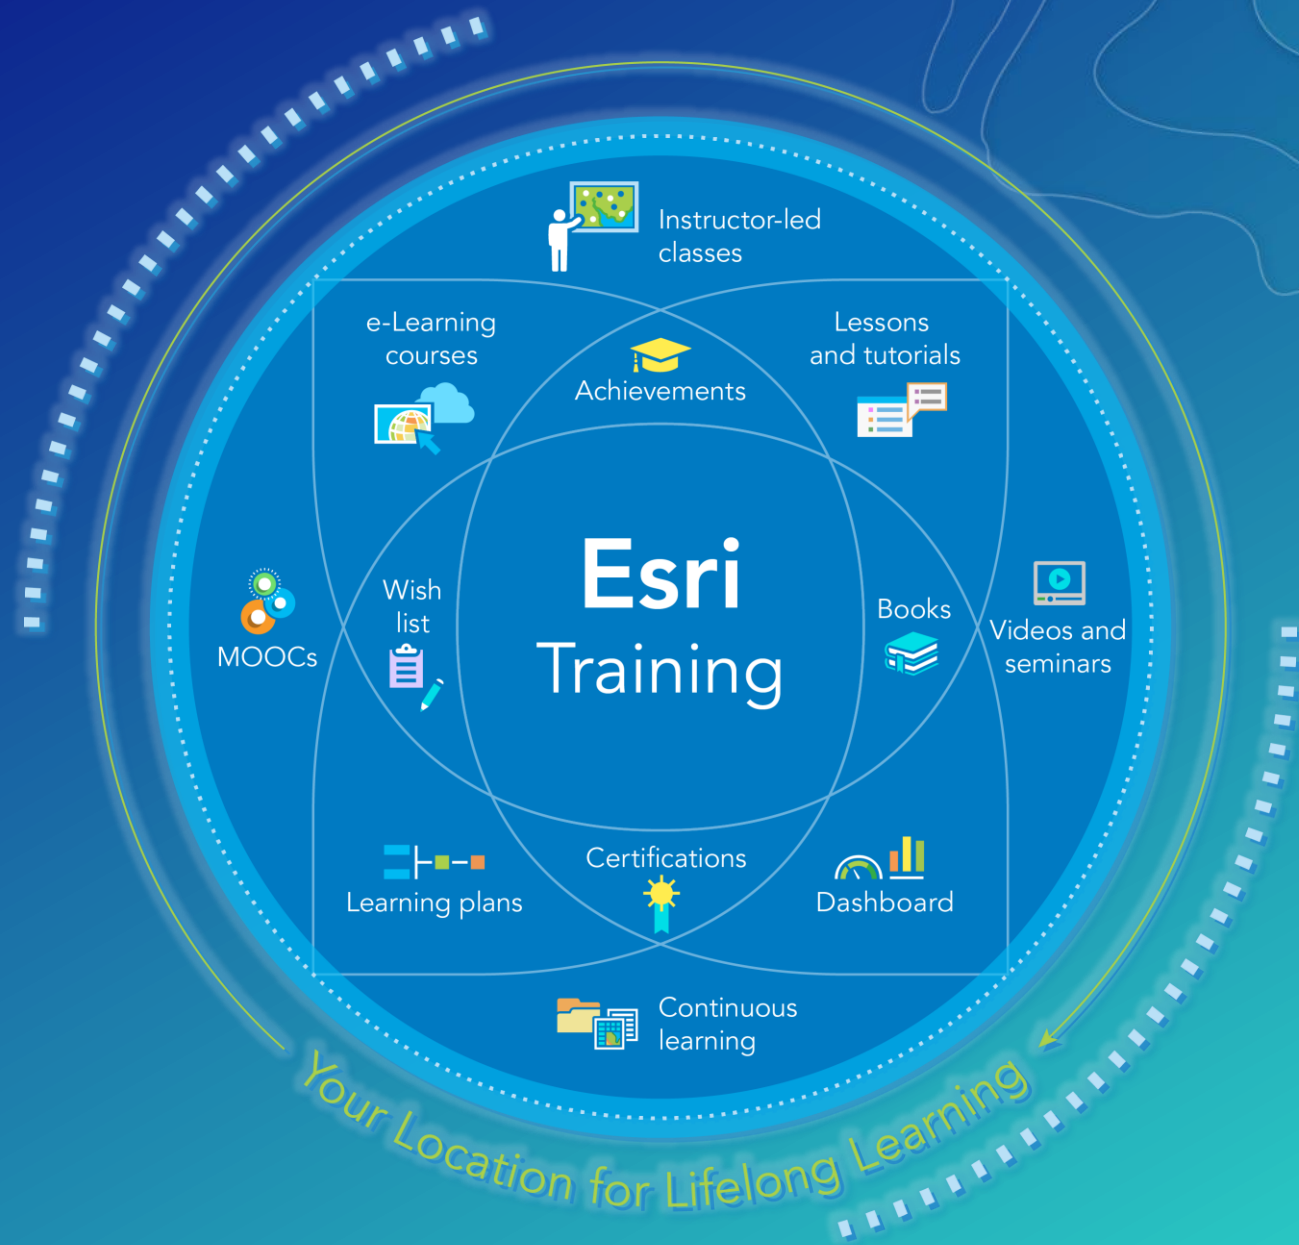 Instructor-led
classes
e-Learning
courses
Achievements
Lessons
and tutorials
MOOCs
Wish
list
Esri
Training
Books
Videos and
seminars
Learning plans
Certifications
Dashboard
Continuous
learning
Your Location for Lifelong Learning